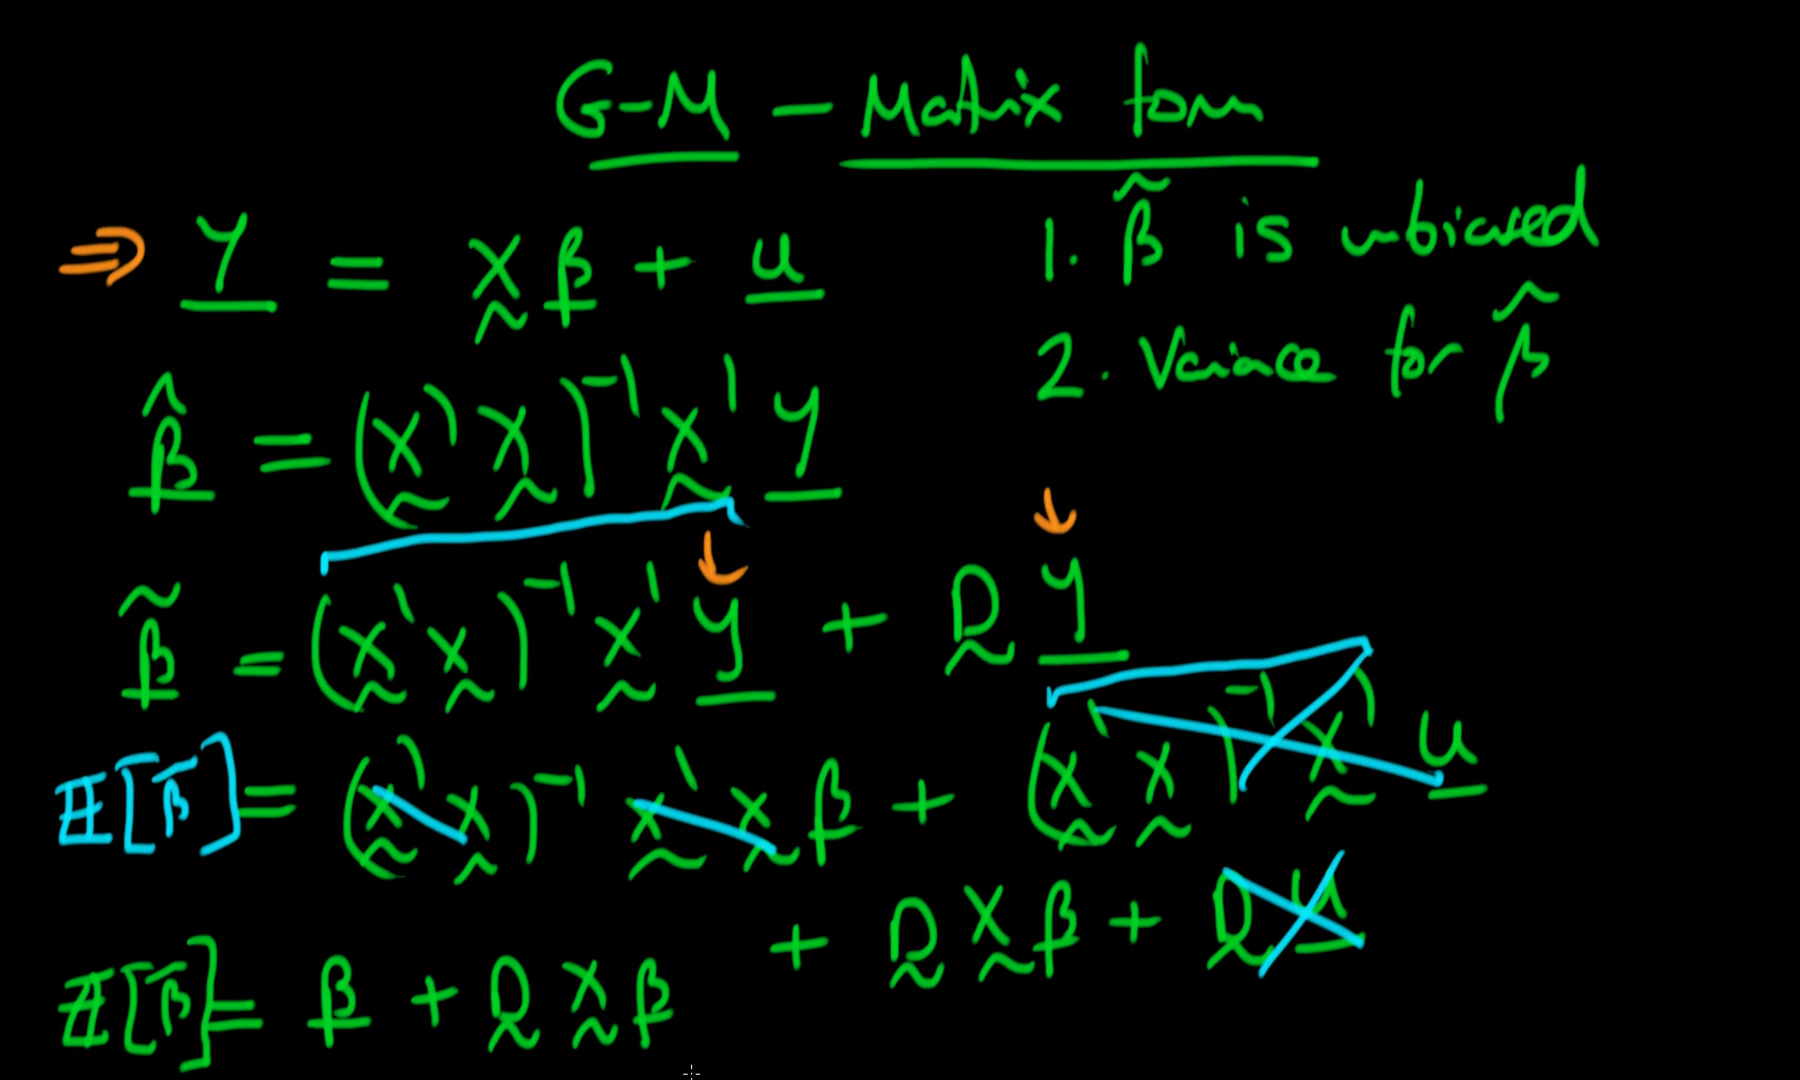 G-M - Matrix form
⇒ Y = Xβ + u
1. β̃ is unbiased
2. Variance for β̃
β̂ = (X'X)⁻¹X'Y
β̃ = (X'X)⁻¹X'y + Dy
E[β̃] = (X'X)⁻¹X'Xβ + (X'X)⁻¹X'u
+ DXβ + Du
E[β̃] = β + DXβ